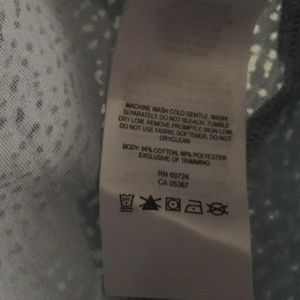 MACHINE WASH COLD GENTLE, WASH
SEPARATELY, DO NOT BLEACH, TUMBLE
DRY LOW, REMOVE PROMPTLY, IRON LOW,
DO NOT USE FABRIC SOFTENER. DO NOT
DRYCLEAN
BODY: 54% COTTON, 46% POLYESTER
EXCLUSIVE OF TRIMMING
RN 69724
CA 05367